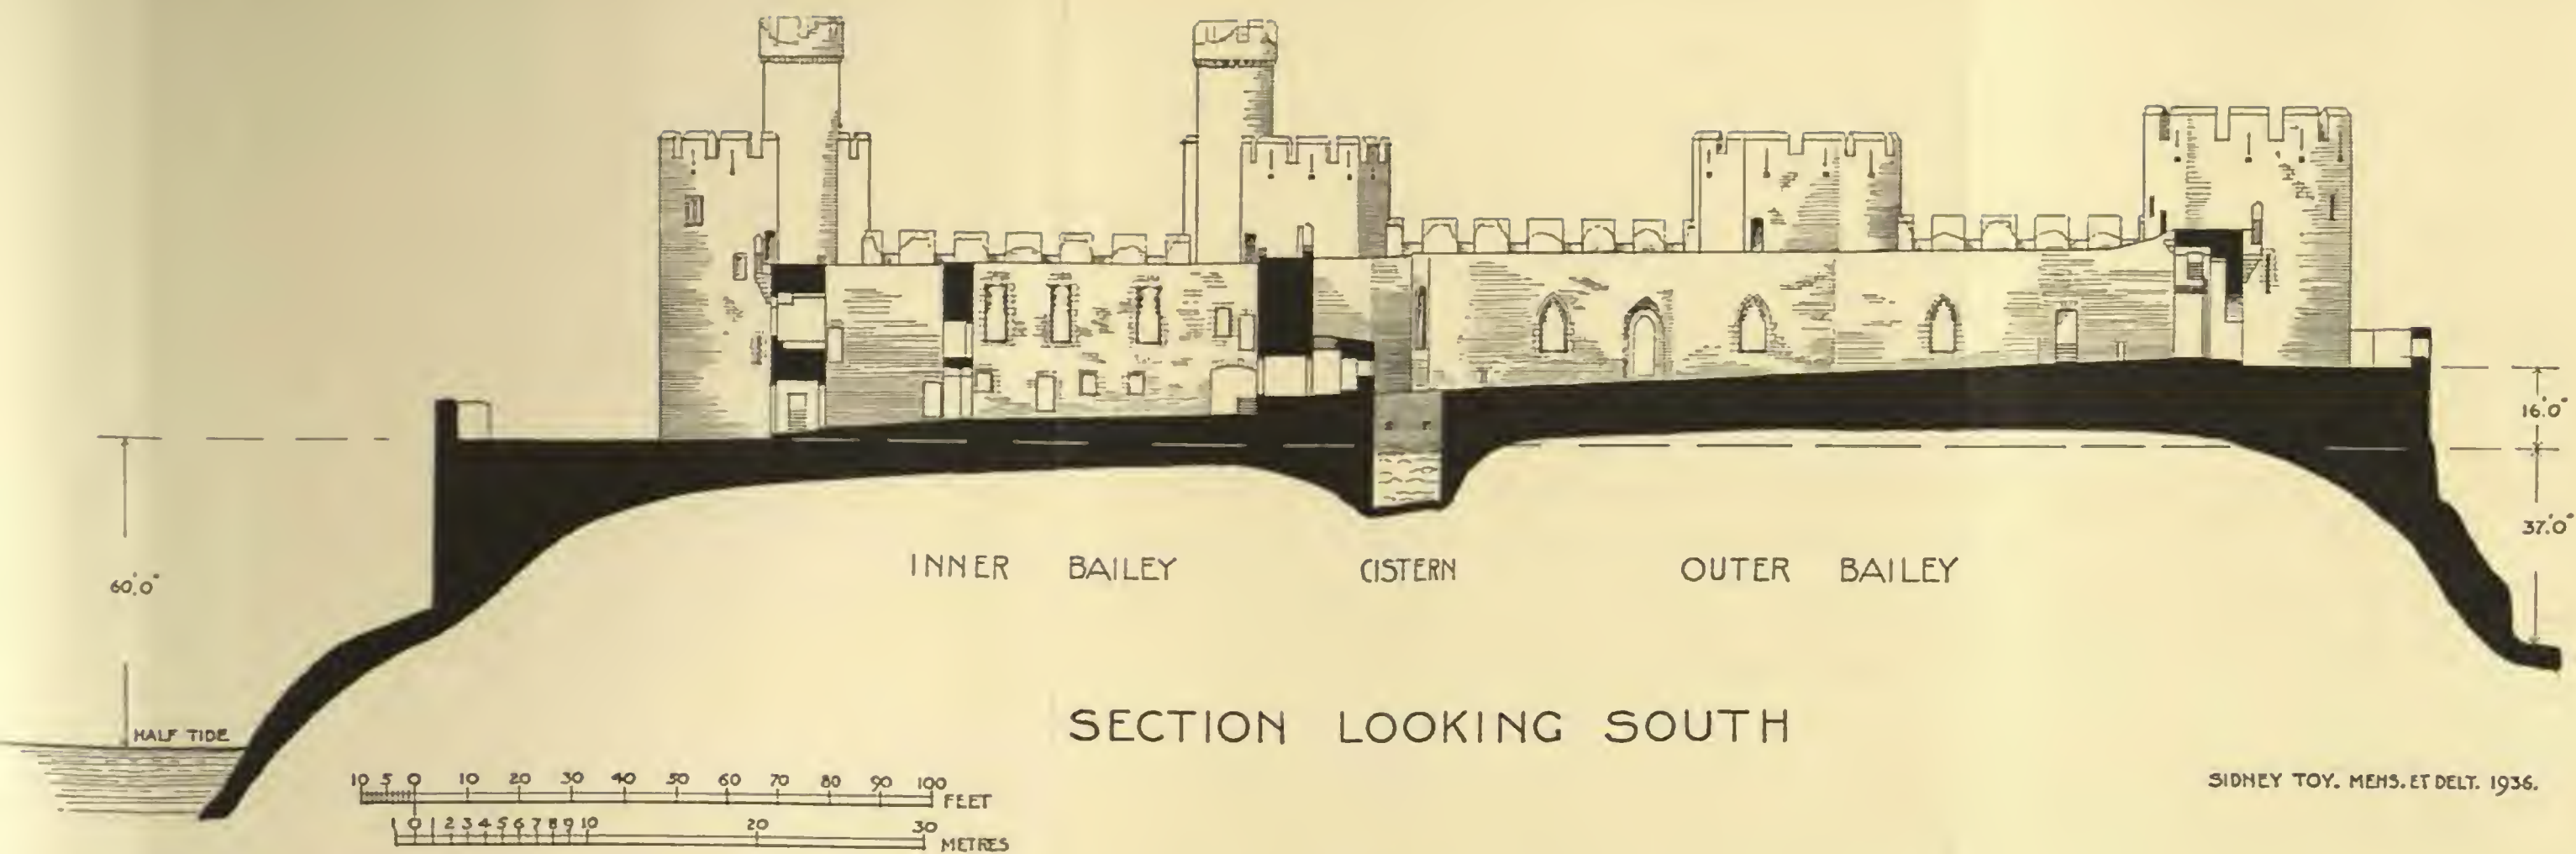 16'.0"
37'.0"
60'.0"
INNER BAILEY CISTERN OUTER BAILEY
SECTION LOOKING SOUTH
HALF TIDE
10 5 0 10 20 30 40 50 60 70 80 90 100
FEET
1 0 1 2 3 4 5 6 7 8 9 10 20 30
METRES
SIDNEY TOY. MENS. ET DELT. 1936.